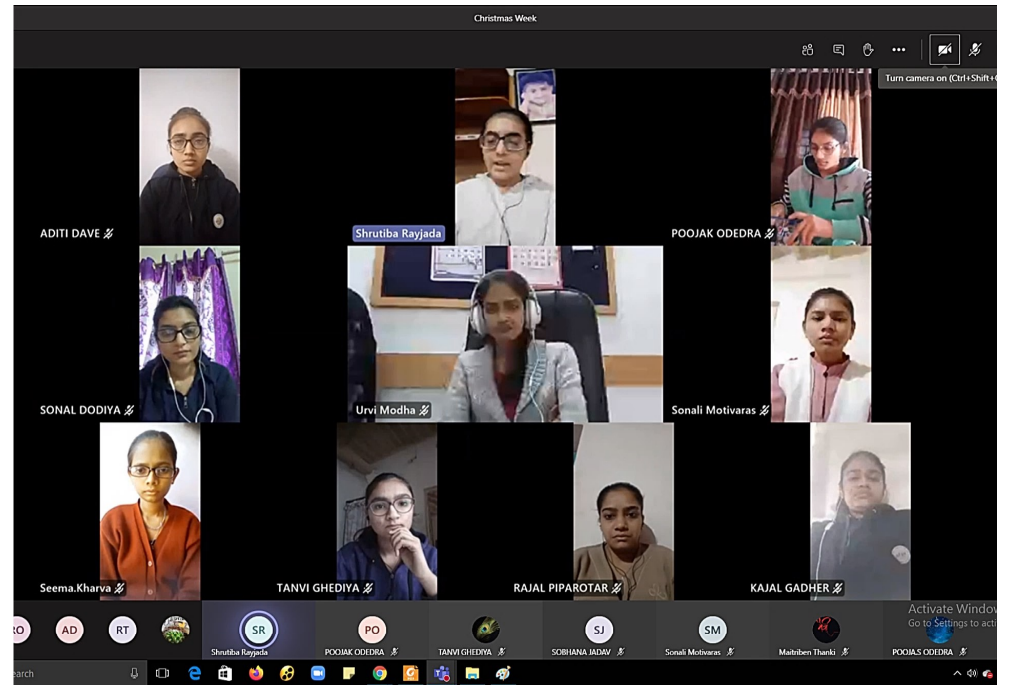 Christmas Week
Turn camera on (Ctrl+Shift+
ADITI DAVE
Shrutiba Rayjada
POOJAK ODEDRA
SONAL DODIYA
Urvi Modha
Sonali Motivaras
Seema.Kharva
TANVI GHEDIYA
RAJAL PIPAROTAR
KAJAL GADHER
Activate Window
Go to Settings to acti
RO
AD
RT
SR
PO
SJ
SM
Shrutiba Rayjada
POOJAK ODEDRA
TANVI GHEDIYA
SOBHANA JADAV
Sonali Motivaras
Maitriben Thanki
POOJA.S ODEDRA
earch